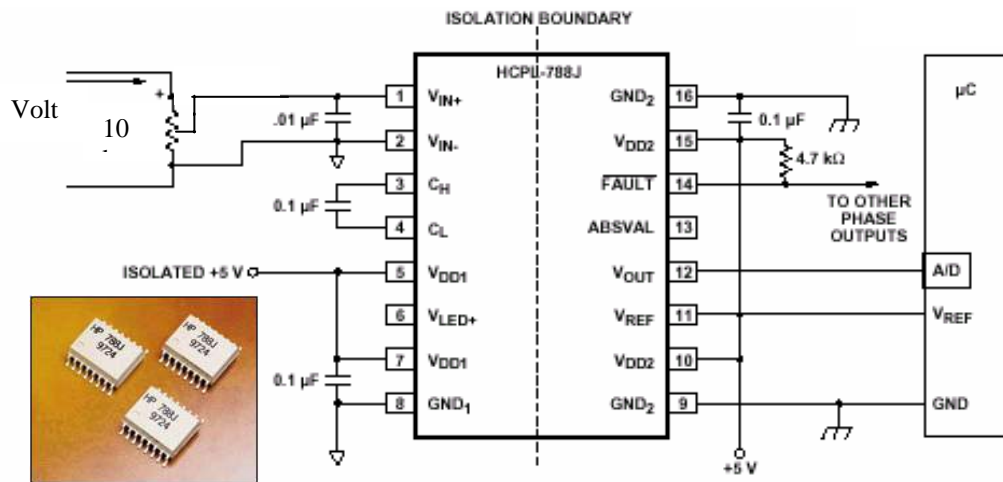 ISOLATION BOUNDARY
HCPL-788J
µC
Volt
10
+
.01 µF
0.1 µF
ISOLATED +5 V
0.1 µF
1 VIN+
2 VIN-
3 CH
4 CL
5 VDD1
6 VLED+
7 VDD1
8 GND1
GND2 16
VDD2 15
FAULT 14
ABSVAL 13
VOUT 12
VREF 11
VDD2 10
GND2 9
0.1 µF
4.7 kΩ
TO OTHER
PHASE
OUTPUTS
A/D
VREF
GND
+5 V
HP 788J
9724
HP 788J
9724
HP 788J
9724